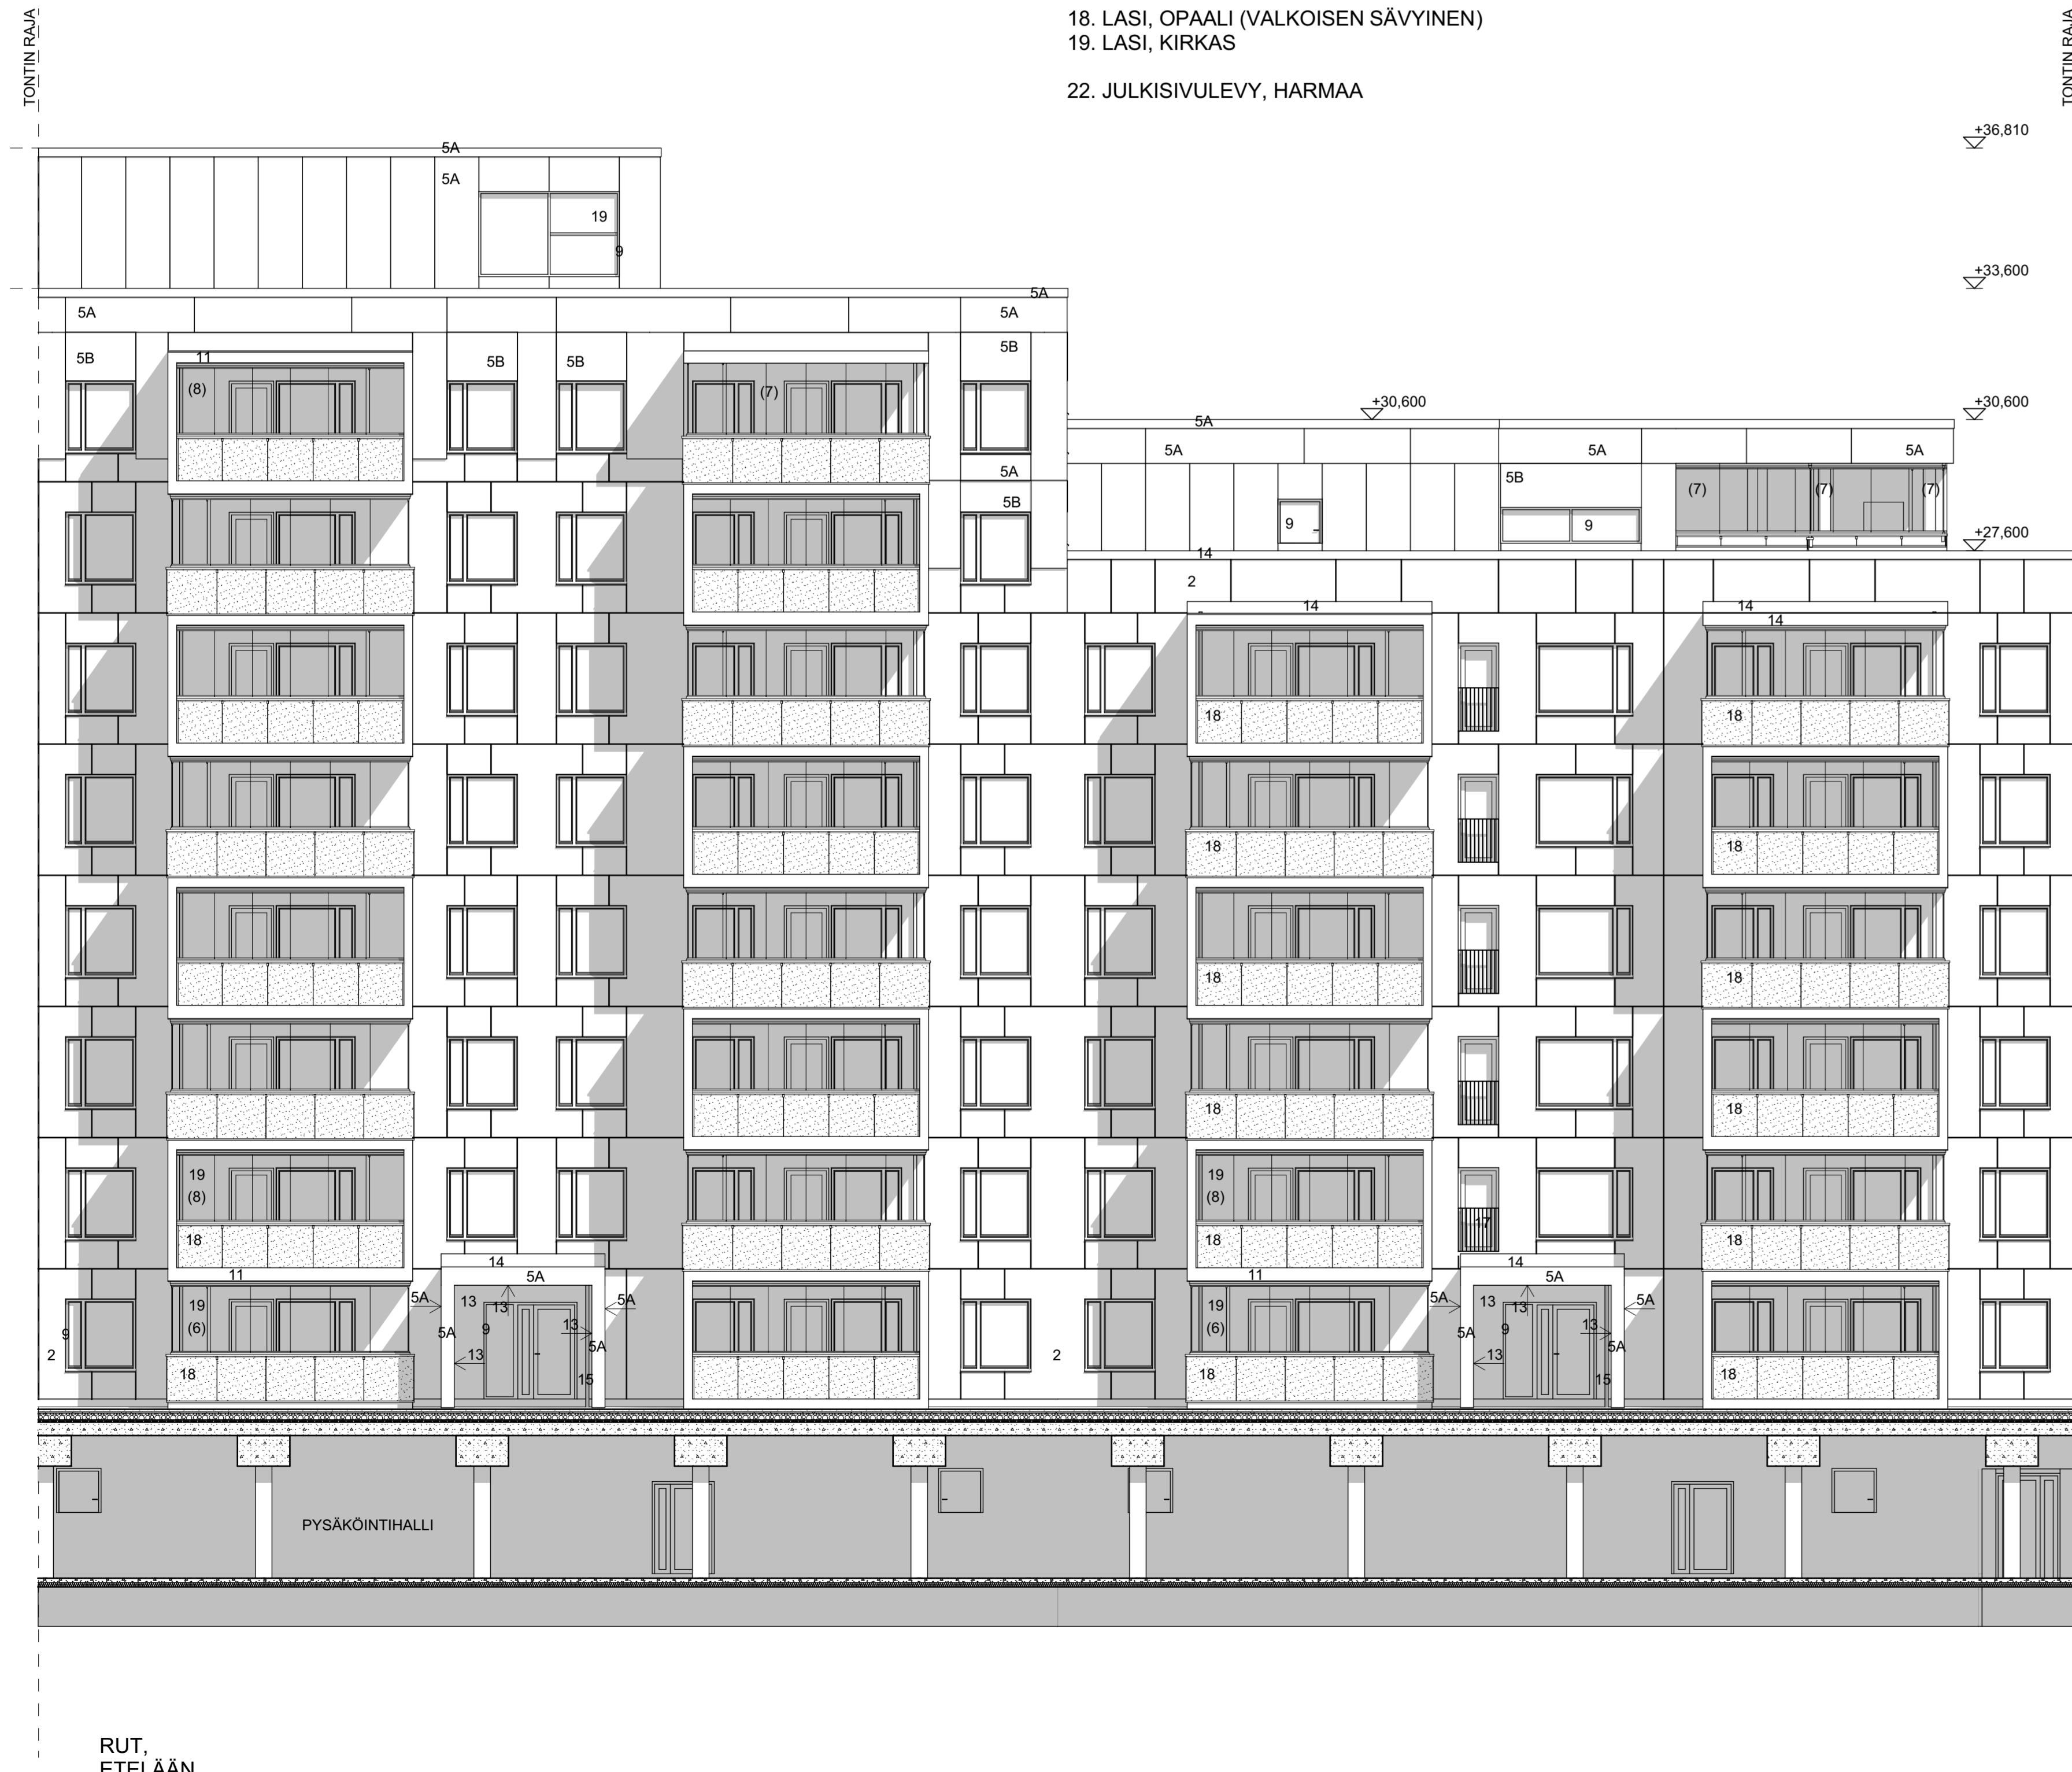 TONTIN RAJA
TONTIN RAJA
18. LASI, OPAALI (VALKOISEN SÄVYINEN)
19. LASI, KIRKAS
22. JULKISIVULEVY, HARMAA
+36,810
5A
5A
19
9
+33,600
5A
5A
5A
5B
5B
5B
5B
11
(8)
(7)
+30,600
+30,600
5A
5A
5A
5A
5A
5B
5B
(7)
(7)
(7)
9
9
+27,600
14
2
14
14
14
18
18
18
18
18
18
18
18
19
(8)
18
19
(8)
18
17
18
14
5A
11
14
5A
11
19
(6)
18
5A
13
13
5A
5A
9
13
5A
13
15
19
(6)
18
5A
13
13
5A
5A
9
13
5A
13
15
18
9
2
2
PYSÄKÖINTIHALLI
RUT,
ETELÄÄN